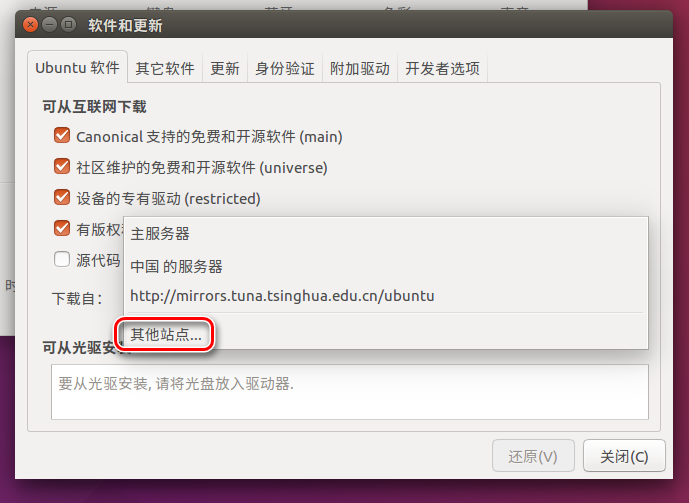 软件和更新
Ubuntu 软件 其它软件 更新 身份验证 附加驱动 开发者选项
可从互联网下载
Canonical 支持的免费和开源软件 (main)
社区维护的免费和开源软件 (universe)
设备的专有驱动 (restricted)
有版权
源代码
下载自：
主服务器
中国 的服务器
http://mirrors.tuna.tsinghua.edu.cn/ubuntu
其他站点...
可从光驱安装
要从光驱安装, 请将光盘放入驱动器.
还原(V) 关闭(C)